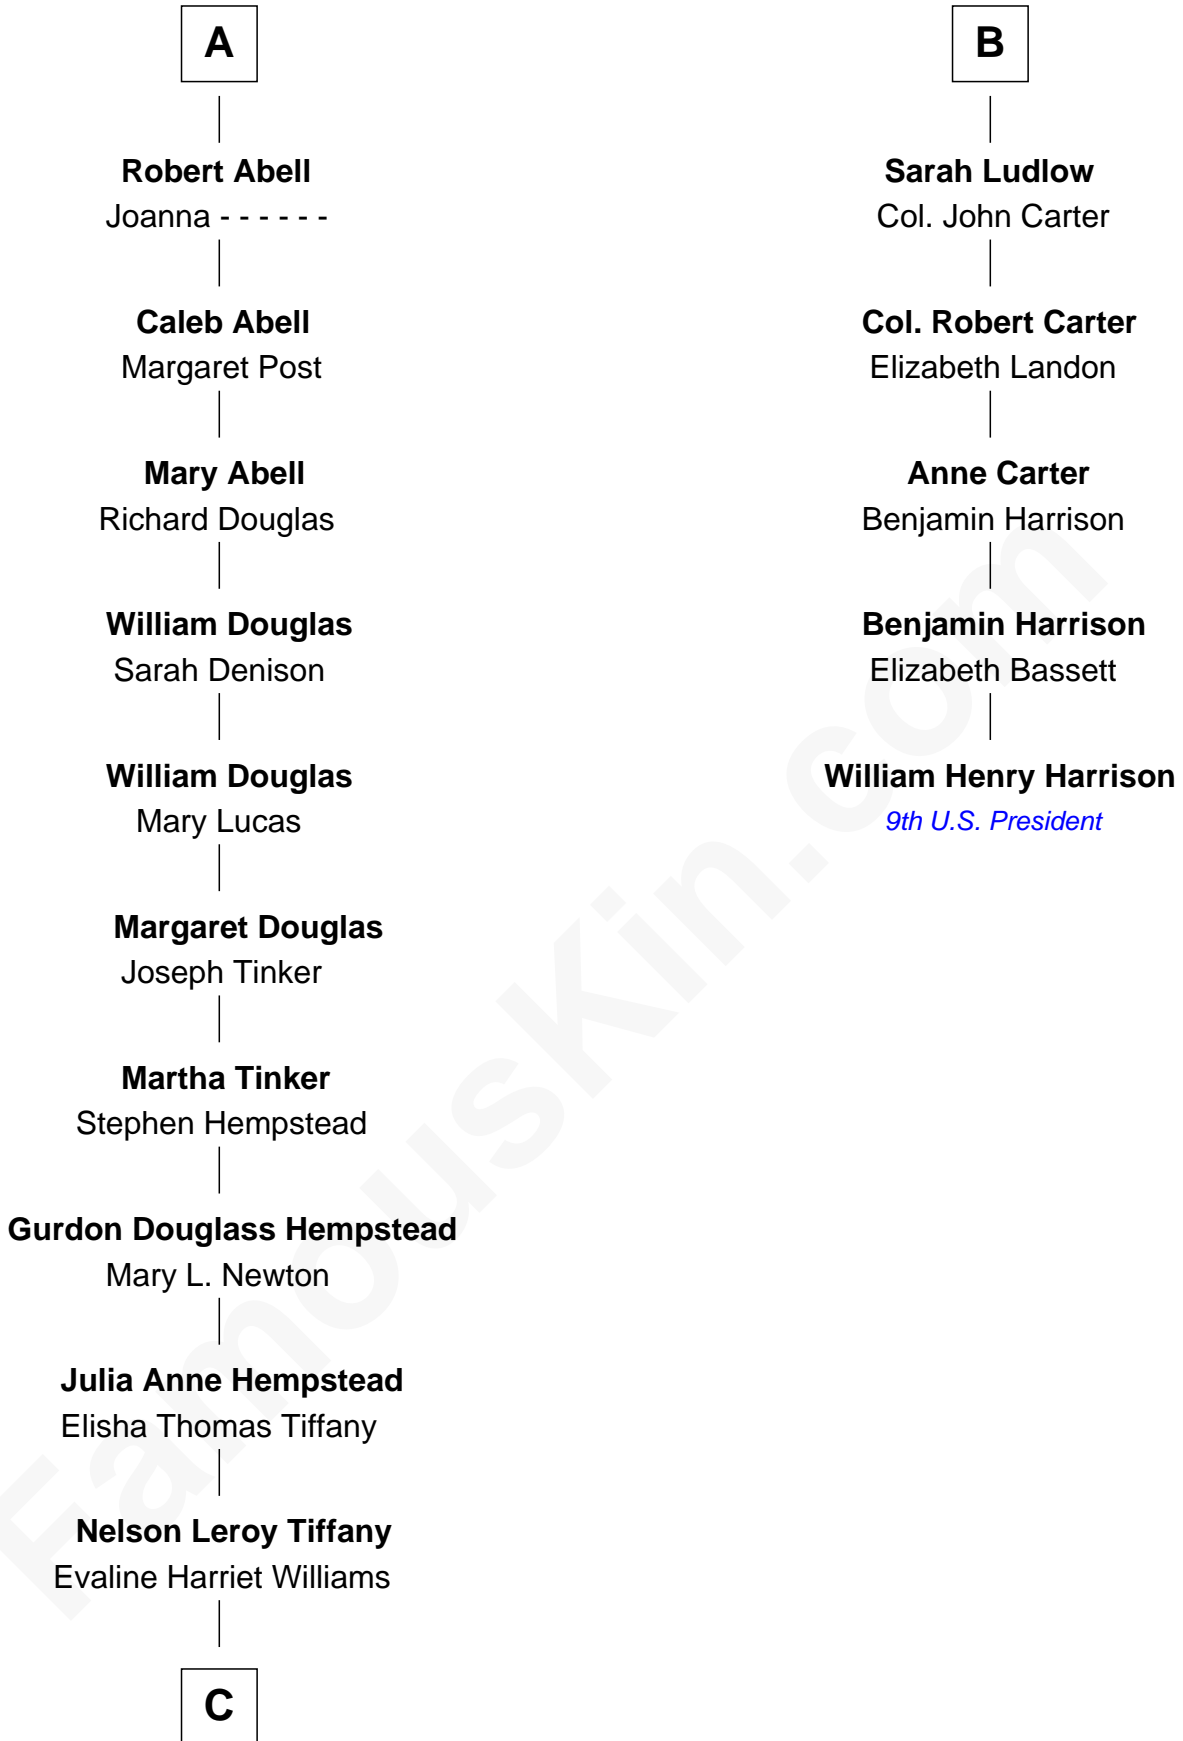 A
Robert Abell
Joanna - - - - - -
Caleb Abell
Margaret Post
Mary Abell
Richard Douglas
William Douglas
Sarah Denison
William Douglas
Mary Lucas
Margaret Douglas
Joseph Tinker
Martha Tinker
Stephen Hempstead
Gurdon Douglass Hempstead
Mary L. Newton
Julia Anne Hempstead
Elisha Thomas Tiffany
Nelson Leroy Tiffany
Evaline Harriet Williams
C
B
Sarah Ludlow
Col. John Carter
Col. Robert Carter
Elizabeth Landon
Anne Carter
Benjamin Harrison
Benjamin Harrison
Elizabeth Bassett
William Henry Harrison
9th U.S. President
FamousKin.com